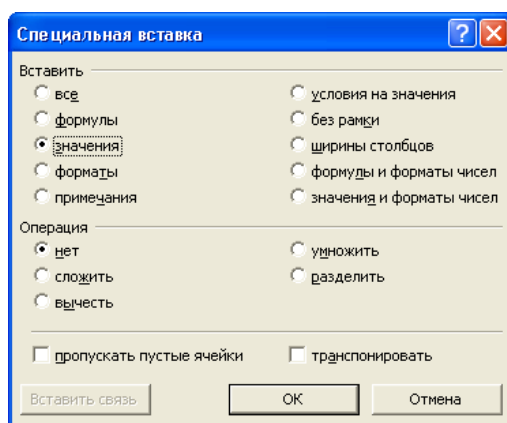 Специальная вставка
Вставить
все
условия на значения
формулы
без рамки
значения
ширины столбцов
форматы
формулы и форматы чисел
примечания
значения и форматы чисел
Операция
нет
умножить
сложить
разделить
вычесть
пропускать пустые ячейки
транспонировать
Вставить связь
ОК
Отмена